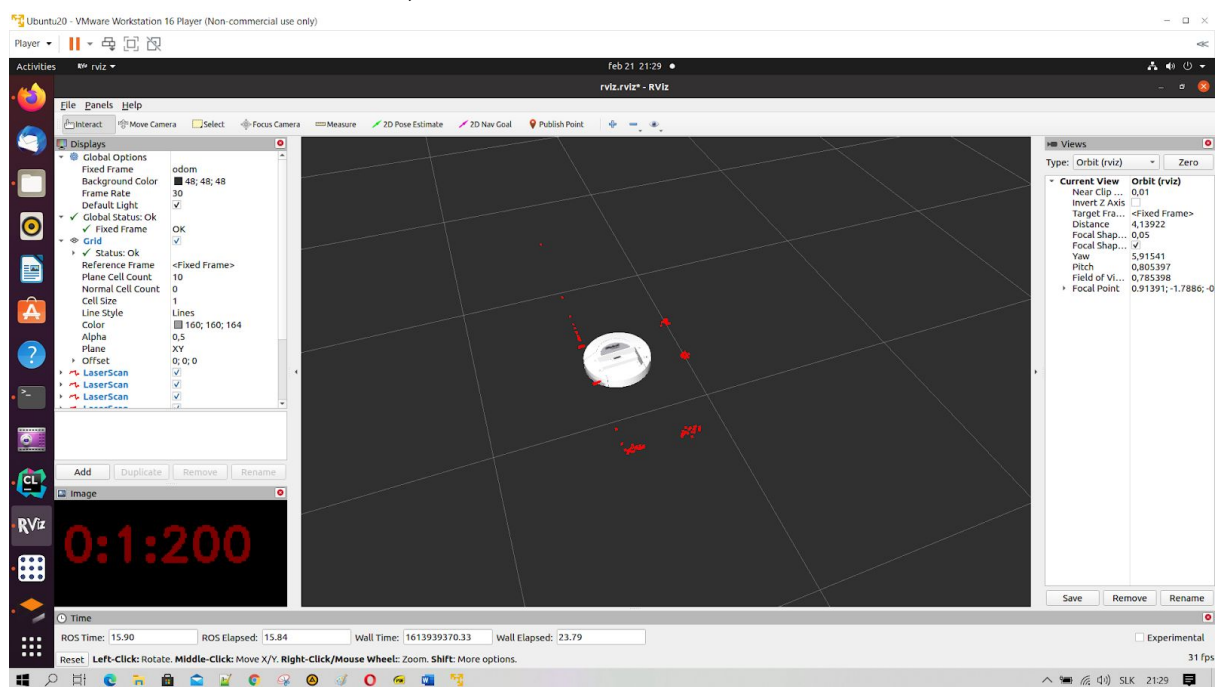 Ubuntu20 - VMware Workstation 16 Player (Non-commercial use only)
Player
Activities rviz feb 21 21:29
rviz.rviz* - RViz
File Panels Help
Interact Move Camera Select Focus Camera Measure 2D Pose Estimate 2D Nav Goal Publish Point
Displays
Global Options
Fixed Frame odom
Background Color 48; 48; 48
Frame Rate 30
Default Light
Global Status: Ok
Fixed Frame OK
Grid
Status: Ok
Reference Frame <Fixed Frame>
Plane Cell Count 10
Normal Cell Count 0
Cell Size 1
Line Style Lines
Color 160; 160; 164
Alpha 0,5
Plane XY
Offset 0; 0; 0
LaserScan
LaserScan
LaserScan
Add Duplicate Remove Rename
Image
0:1:200
CL
RViz
Views
Type: Orbit (rviz) Zero
Current View Orbit (rviz)
Near Clip ... 0,01
Invert Z Axis
Target Fra... <Fixed Frame>
Distance 4,13922
Focal Shap... 0,05
Focal Shap...
Yaw 5,91541
Pitch 0,805397
Field of Vi... 0,785398
Focal Point 0.91391; -1.7886; -0
Save Remove Rename
Time
ROS Time: 15.90 ROS Elapsed: 15.84 Wall Time: 1613939370.33 Wall Elapsed: 23.79 Experimental
Reset Left-Click: Rotate. Middle-Click: Move X/Y. Right-Click/Mouse Wheel:: Zoom. Shift: More options. 31 fps
SLK 21:29